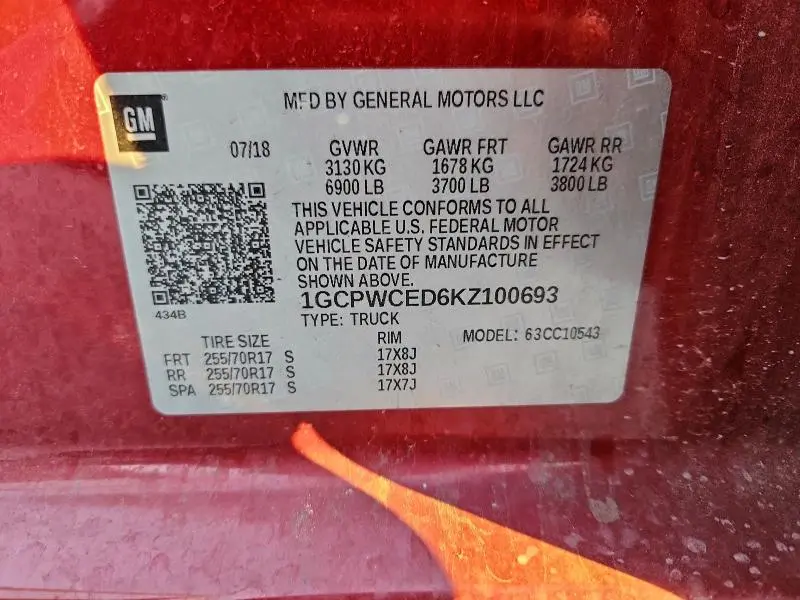 GM
MFD BY GENERAL MOTORS LLC
07/18 GVWR GAWR FRT GAWR RR
3130 KG 1678 KG 1724 KG
6900 LB 3700 LB 3800 LB
THIS VEHICLE CONFORMS TO ALL
APPLICABLE U.S. FEDERAL MOTOR
VEHICLE SAFETY STANDARDS IN EFFECT
ON THE DATE OF MANUFACTURE
SHOWN ABOVE.
1GCPWCED6KZ100693
434B
TYPE: TRUCK
TIRE SIZE RIM MODEL: 63CC10543
FRT 255/70R17 S 17X8J
RR 255/70R17 S 17X8J
SPA 255/70R17 S 17X7J